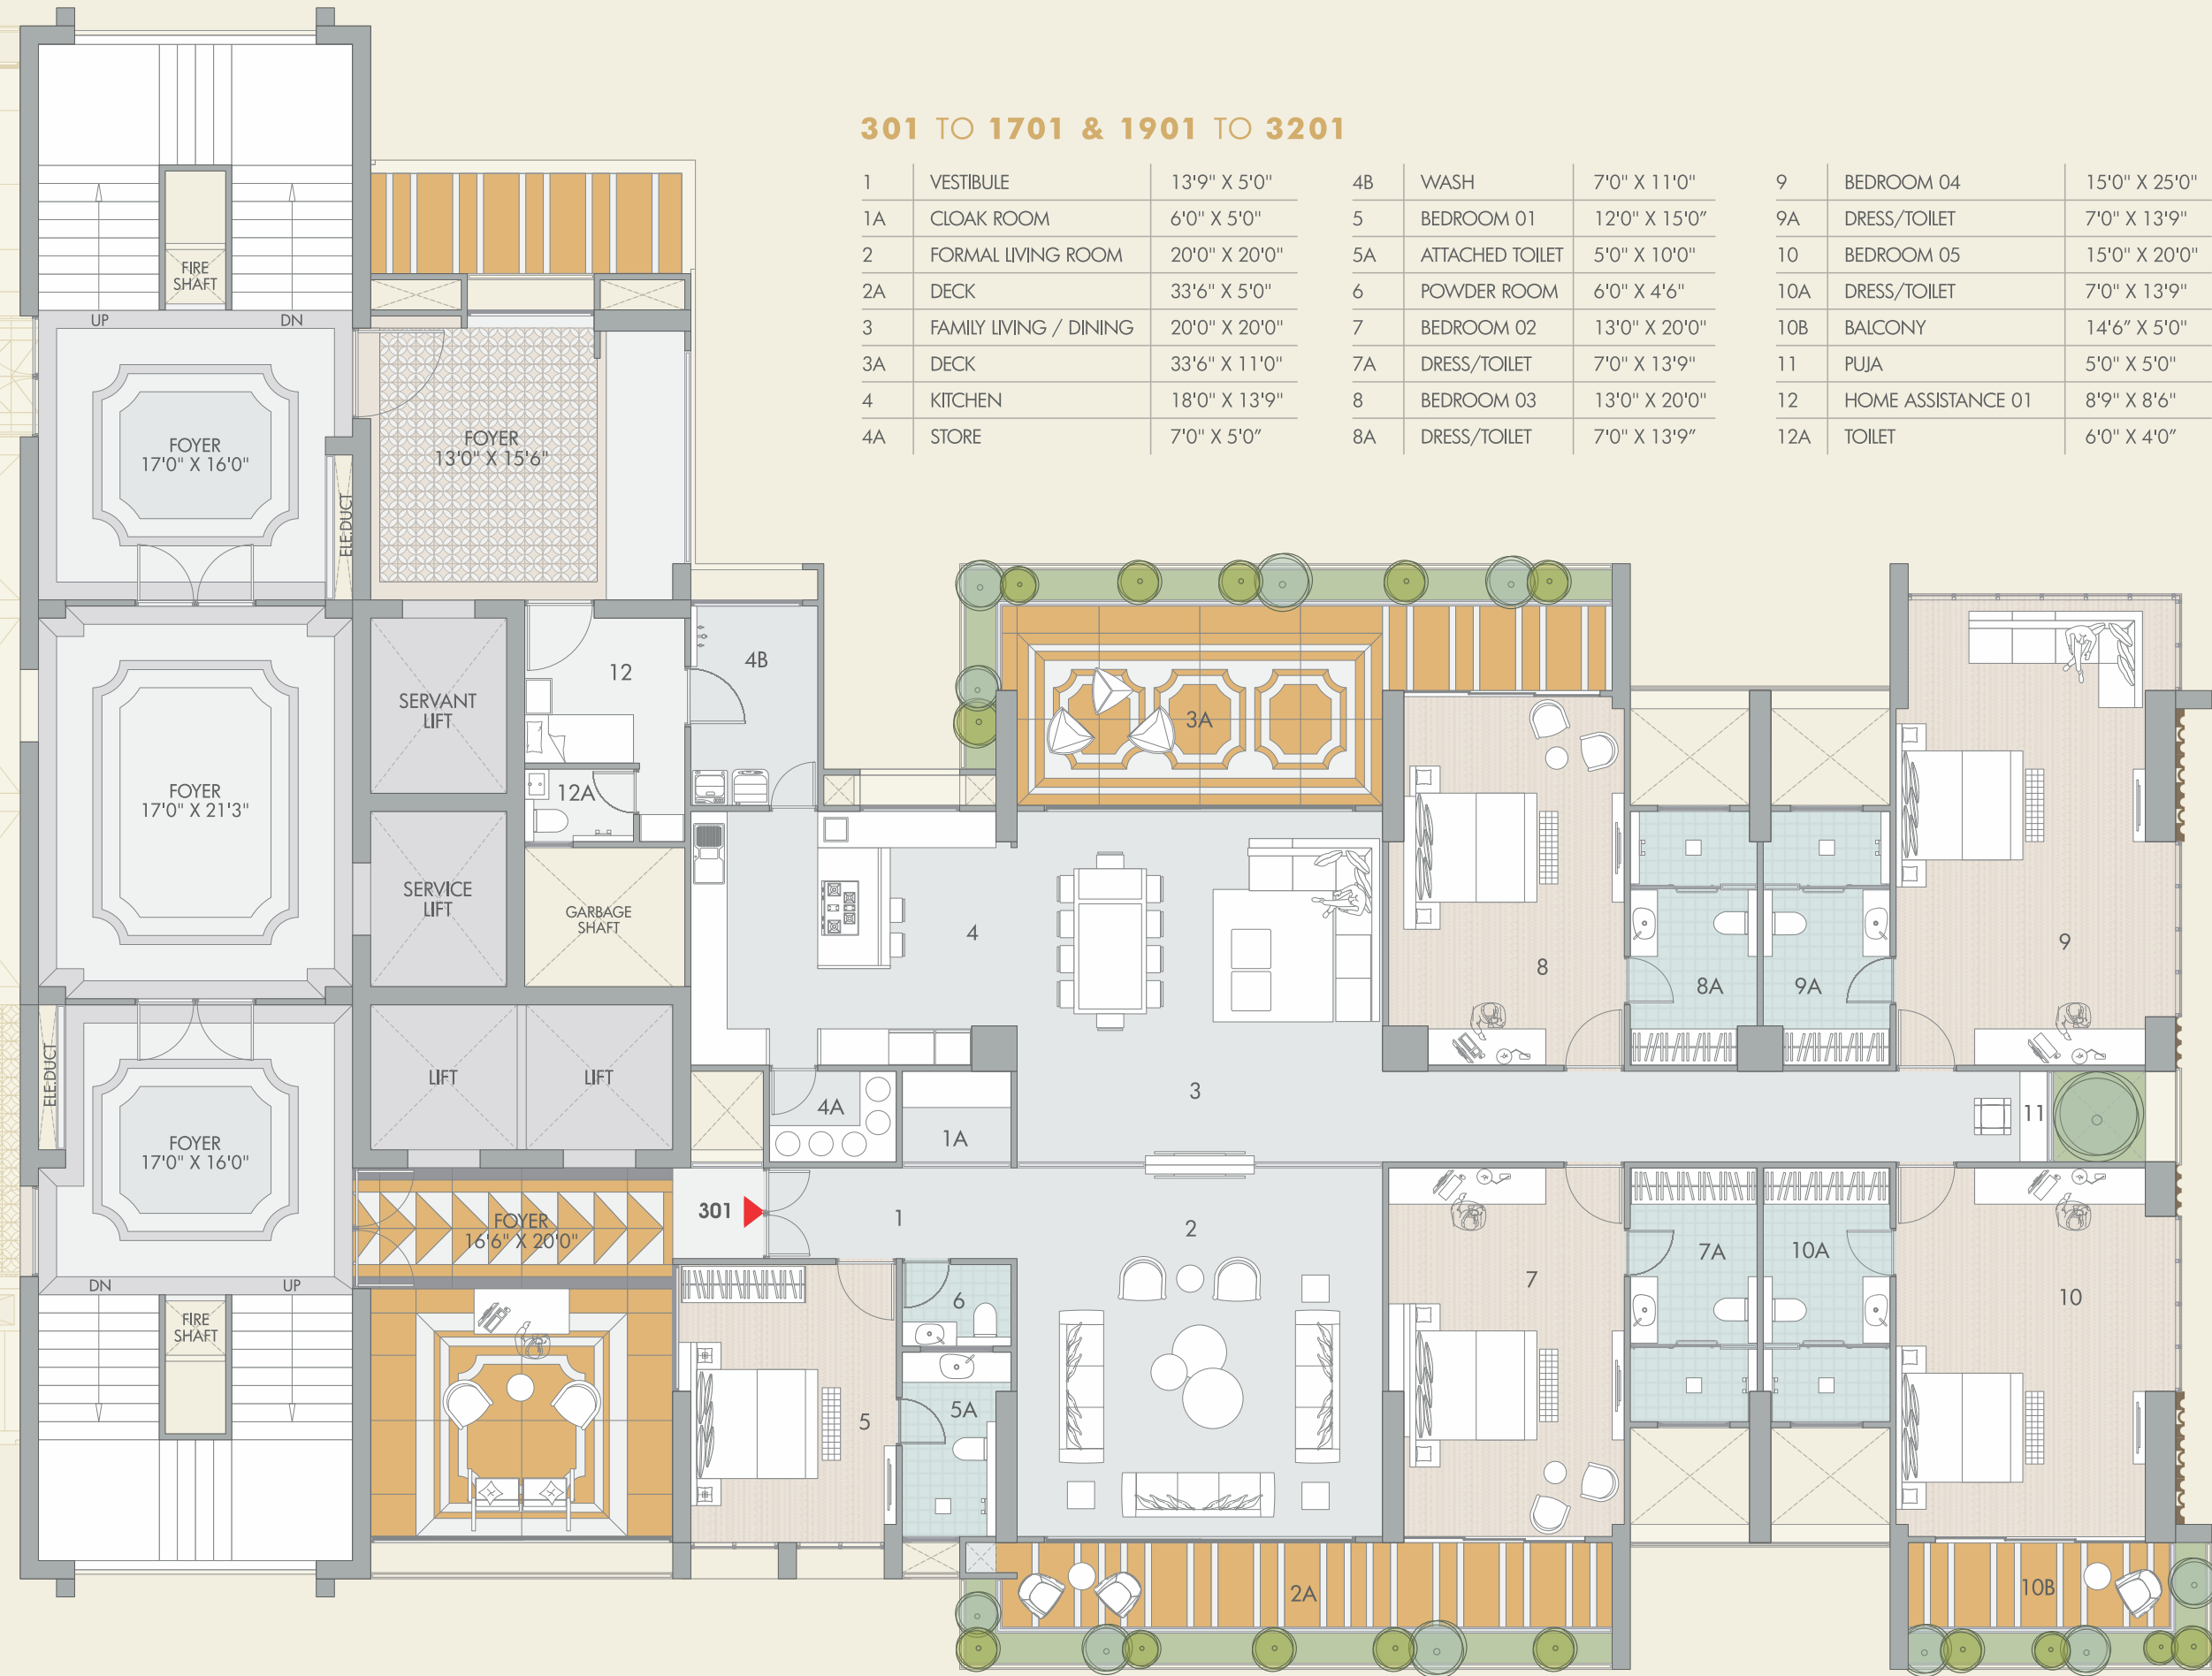 301 TO 1701 & 1901 TO 3201
1 VESTIBULE 13'9" X 5'0"
1A CLOAK ROOM 6'0" X 5'0"
2 FORMAL LIVING ROOM 20'0" X 20'0"
2A DECK 33'6" X 5'0"
3 FAMILY LIVING / DINING 20'0" X 20'0"
3A DECK 33'6" X 11'0"
4 KITCHEN 18'0" X 13'9"
4A STORE 7'0" X 5'0"
4B WASH 7'0" X 11'0"
5 BEDROOM 01 12'0" X 15'0"
5A ATTACHED TOILET 5'0" X 10'0"
6 POWDER ROOM 6'0" X 4'6"
7 BEDROOM 02 13'0" X 20'0"
7A DRESS/TOILET 7'0" X 13'9"
8 BEDROOM 03 13'0" X 20'0"
8A DRESS/TOILET 7'0" X 13'9"
9 BEDROOM 04 15'0" X 25'0"
9A DRESS/TOILET 7'0" X 13'9"
10 BEDROOM 05 15'0" X 20'0"
10A DRESS/TOILET 7'0" X 13'9"
10B BALCONY 14'6" X 5'0"
11 PUJA 5'0" X 5'0"
12 HOME ASSISTANCE 01 8'9" X 8'6"
12A TOILET 6'0" X 4'0"
FIRE
SHAFT
UP
DN
FOYER
17'0" X 16'0"
ELE.DUCT
FOYER
13'0" X 15'6"
SERVANT
LIFT
12
4B
12A
3A
FOYER
17'0" X 21'3"
SERVICE
LIFT
GARBAGE
SHAFT
4
8
8A
9A
9
ELE.DUCT
LIFT
LIFT
4A
1A
3
11
FOYER
17'0" X 16'0"
301
1
2
FOYER
16'6" X 20'0"
DN
UP
FIRE
SHAFT
6
5
5A
7
7A
10A
10
2A
10B